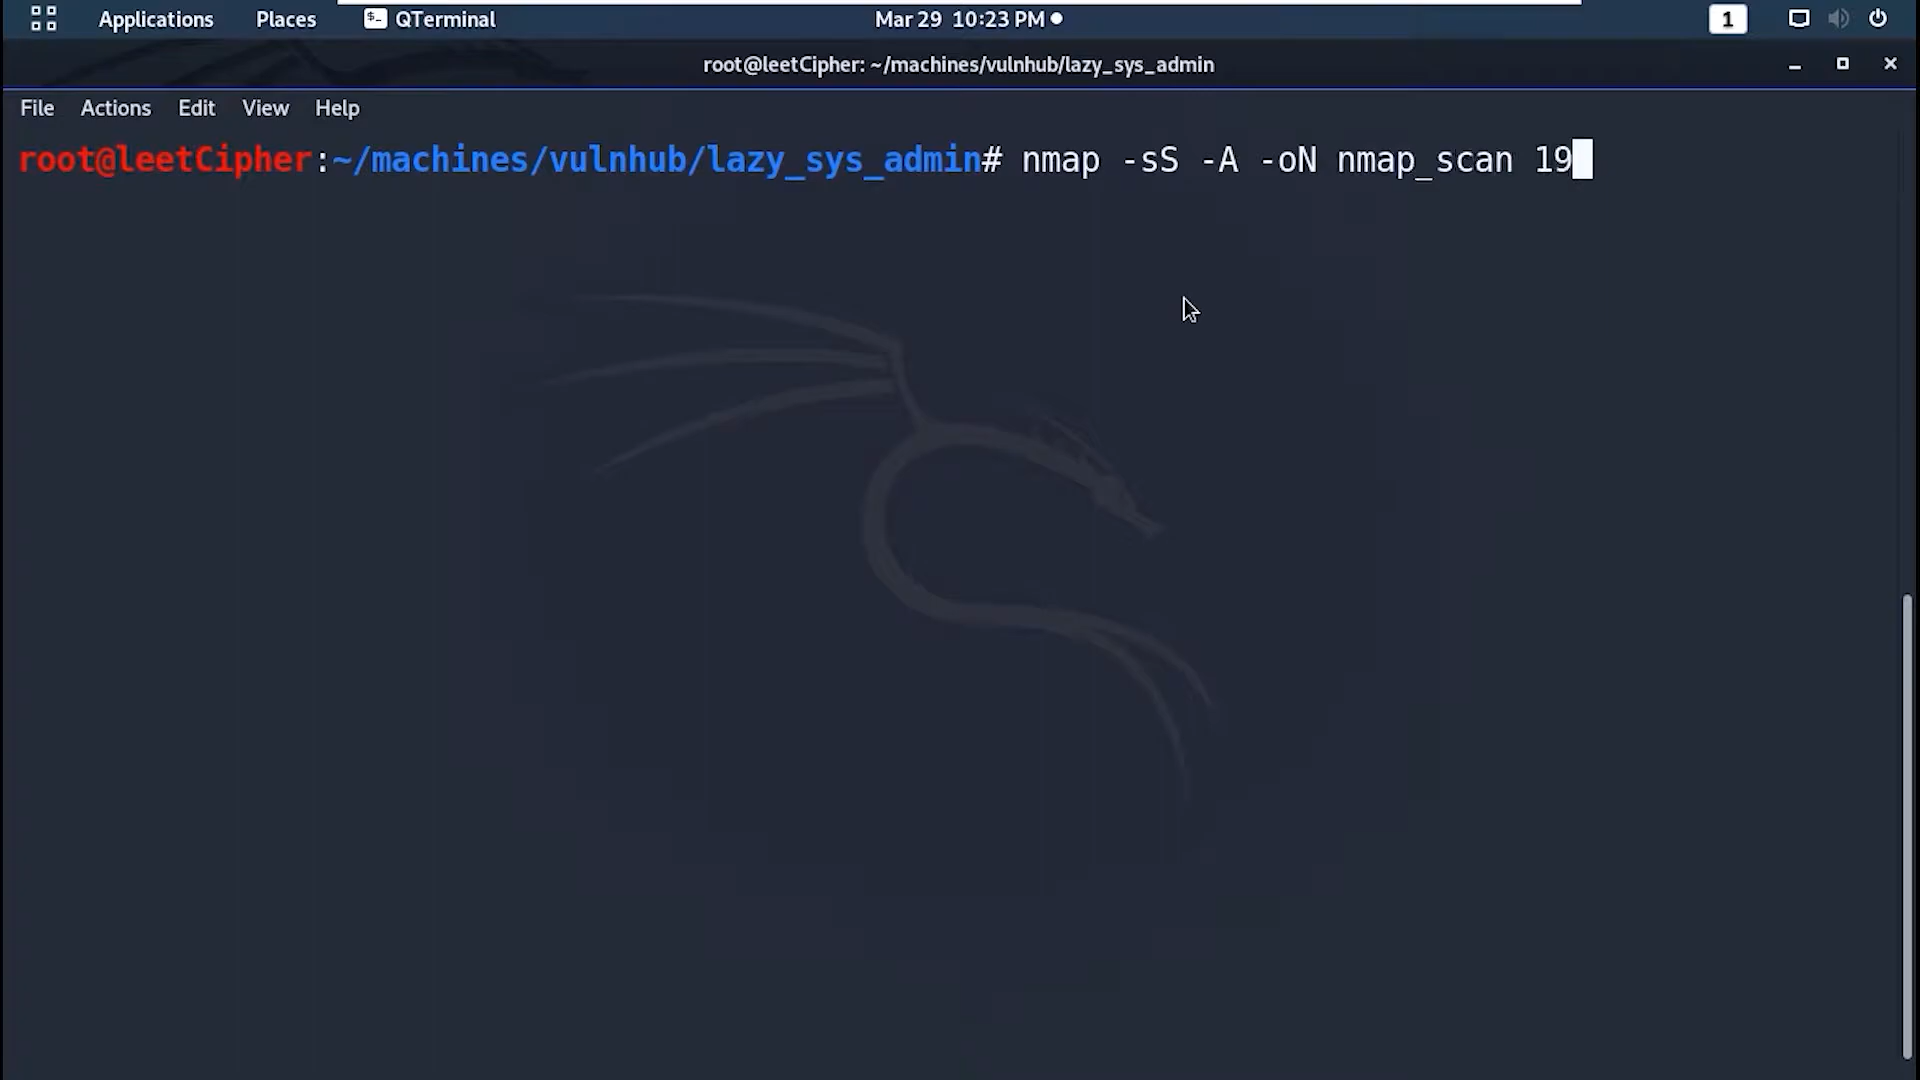 Applications Places QTerminal Mar 29 10:23 PM 1
root@leetCipher: ~/machines/vulnhub/lazy_sys_admin
File Actions Edit View Help
root@leetCipher:~/machines/vulnhub/lazy_sys_admin# nmap -sS -A -oN nmap_scan 19